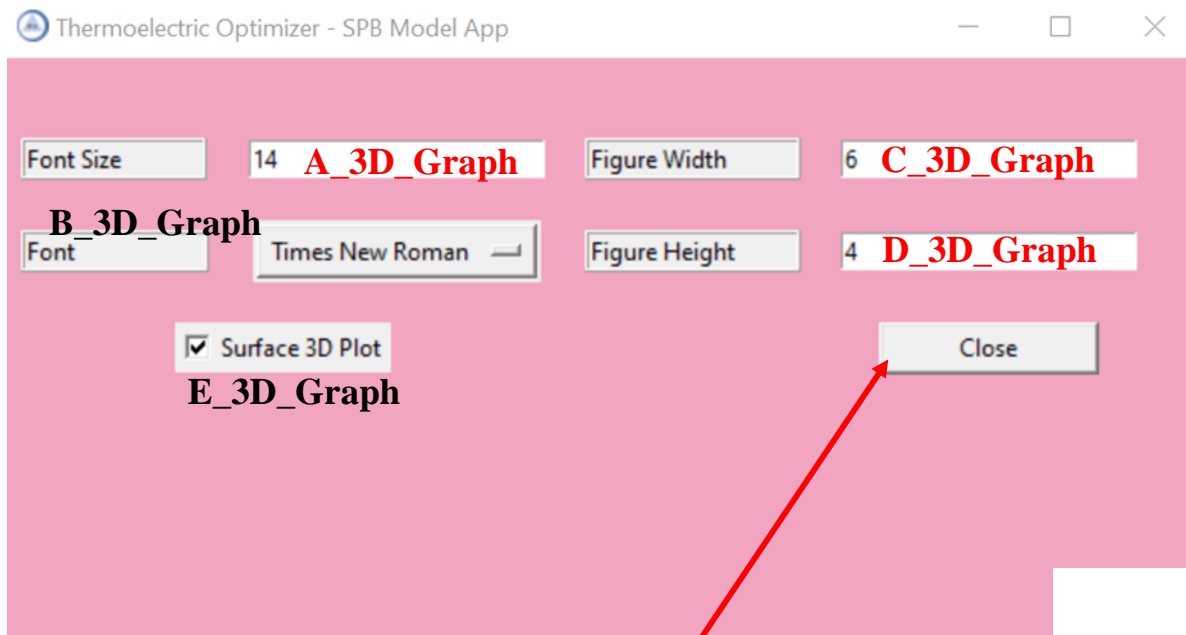 Thermoelectric Optimizer - SPB Model App
Font Size 14 A_3D_Graph Figure Width 6 C_3D_Graph
B_3D_Graph
Font Times New Roman Figure Height 4 D_3D_Graph
Surface 3D Plot Close
E_3D_Graph